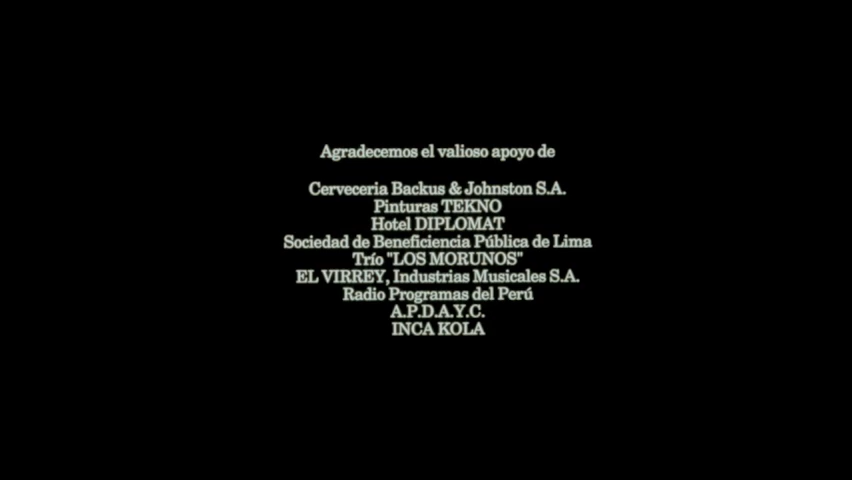 Agradecemos el valioso apoyo de
Cerveceria Backus & Johnston S.A.
Pinturas TEKNO
Hotel DIPLOMAT
Sociedad de Beneficiencia Pública de Lima
Trío "LOS MORUNOS"
EL VIRREY, Industrias Musicales S.A.
Radio Programas del Perú
A.P.D.A.Y.C.
INCA KOLA